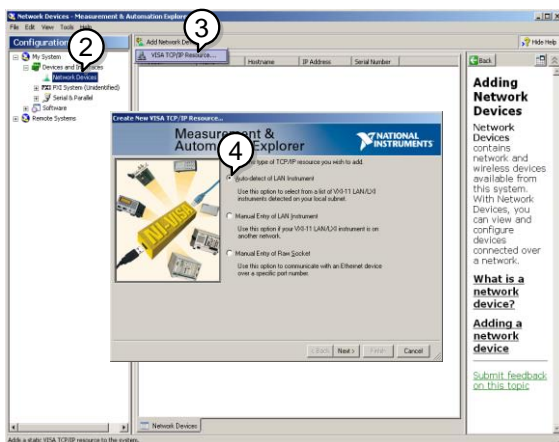 Network Devices - Measurement & Automation Explorer
File Edit View Tools Help
Configuration
2
3
Add Network De
Hide Help
VISA TCP/IP Resource...
My System
Devices and Interfaces
Network Devices
PXI PXI System (Unidentified)
Serial & Parallel
Software
Remote Systems
Hostname
IP Address
Serial Number
Back
Adding
Network
Devices
Network
Devices
contains
network and
wireless devices
available from
this system.
With Network
Devices, you
can view and
configure
devices
connected over
a network.
What is a
network
device?
Adding a
network
device
Submit feedback
on this topic
Create New VISA TCP/IP Resource...
Measurement &
Automation Explorer
NATIONAL
INSTRUMENTS
4
type of TCP/IP resource you wish to add.
Auto-detect of LAN Instrument
Use this option to select from a list of VXI-11 LAN/LXI
instruments detected on your local subnet.
Manual Entry of LAN Instrument
Use this option if your VXI-11 LAN/LXI instrument is on
another network.
Manual Entry of Raw Socket
Use this option to communicate with an Ethernet device
over a specific port number.
NI-VISA
< Back
Next >
Finish
Cancel
Network Devices
Adds a static VISA TCP/IP resource to the system.